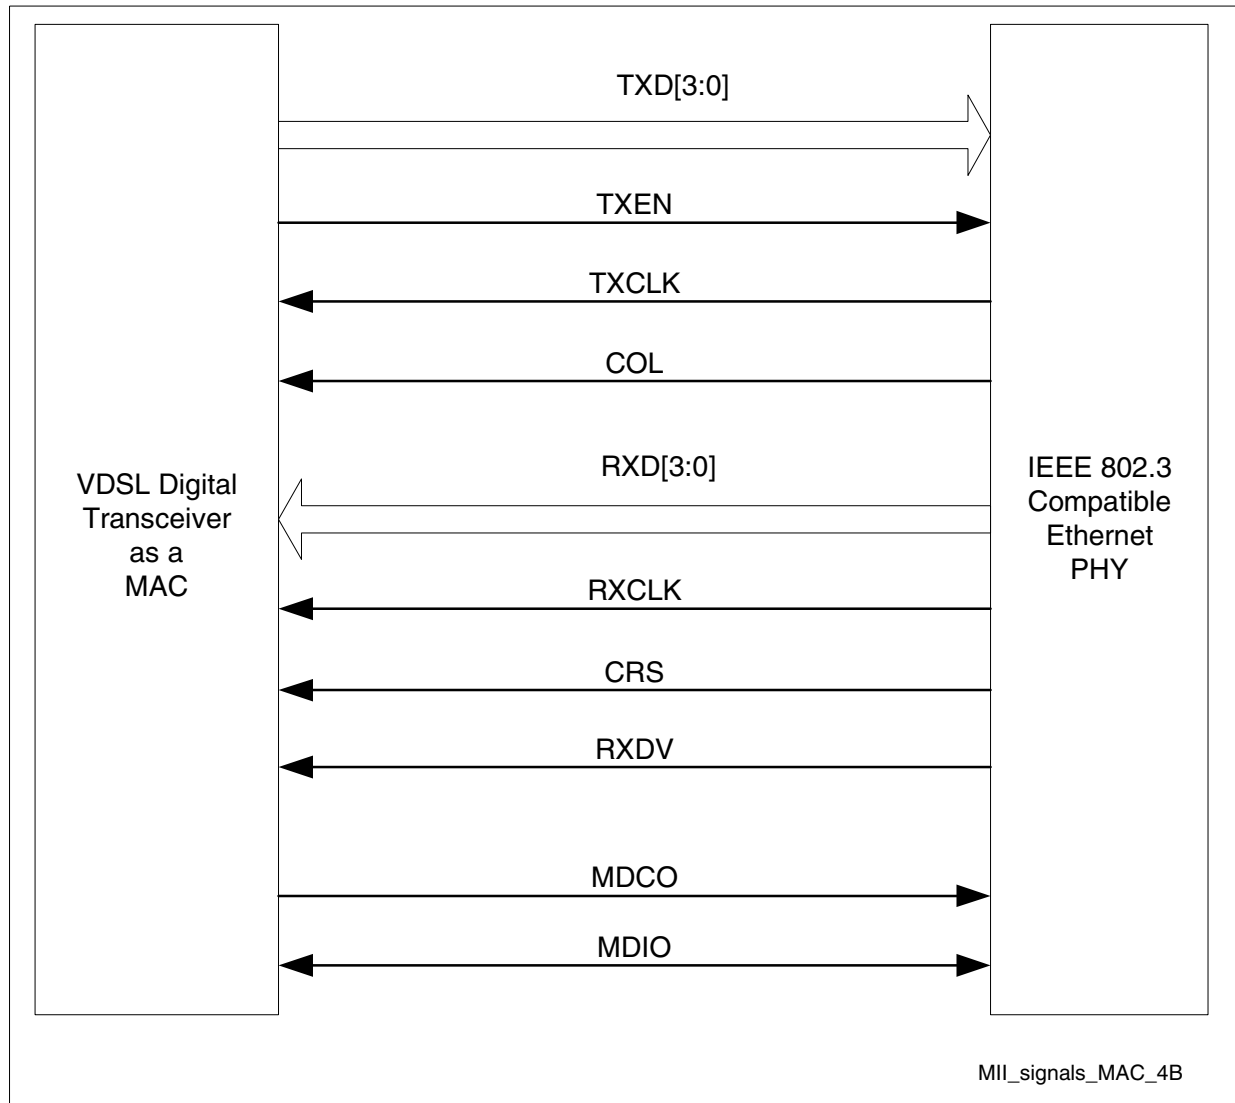 TXD[3:0]
TXEN
TXCLK
COL
RXD[3:0]
RXCLK
CRS
RXDV
MDCO
MDIO
VDSL Digital
Transceiver
as a
MAC
IEEE 802.3
Compatible
Ethernet
PHY
MII_signals_MAC_4B